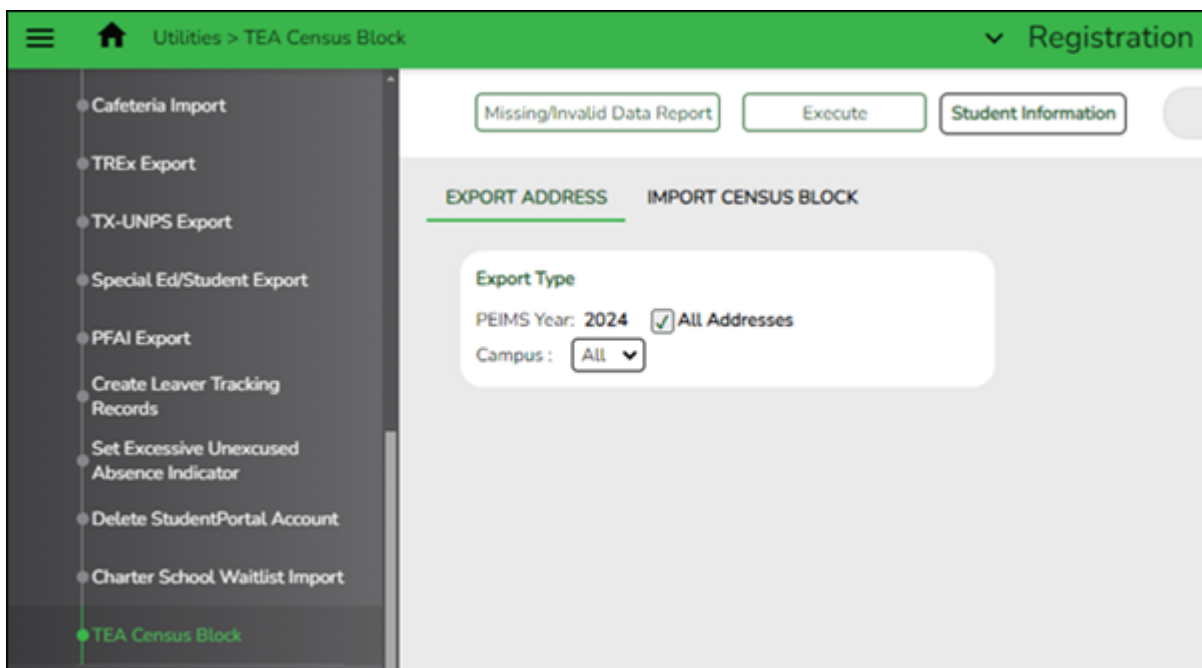 Utilities > TEA Census Block
Registration
Cafeteria Import
TREx Export
TX-UNPS Export
Special Ed/Student Export
PFAI Export
Create Leaver Tracking
Records
Set Excessive Unexcused
Absence Indicator
Delete StudentPortal Account
Charter School Waitlist Import
TEA Census Block
Missing/Invalid Data Report
Execute
Student Information
EXPORT ADDRESS
IMPORT CENSUS BLOCK
Export Type
PEIMS Year: 2024 All Addresses
Campus : All